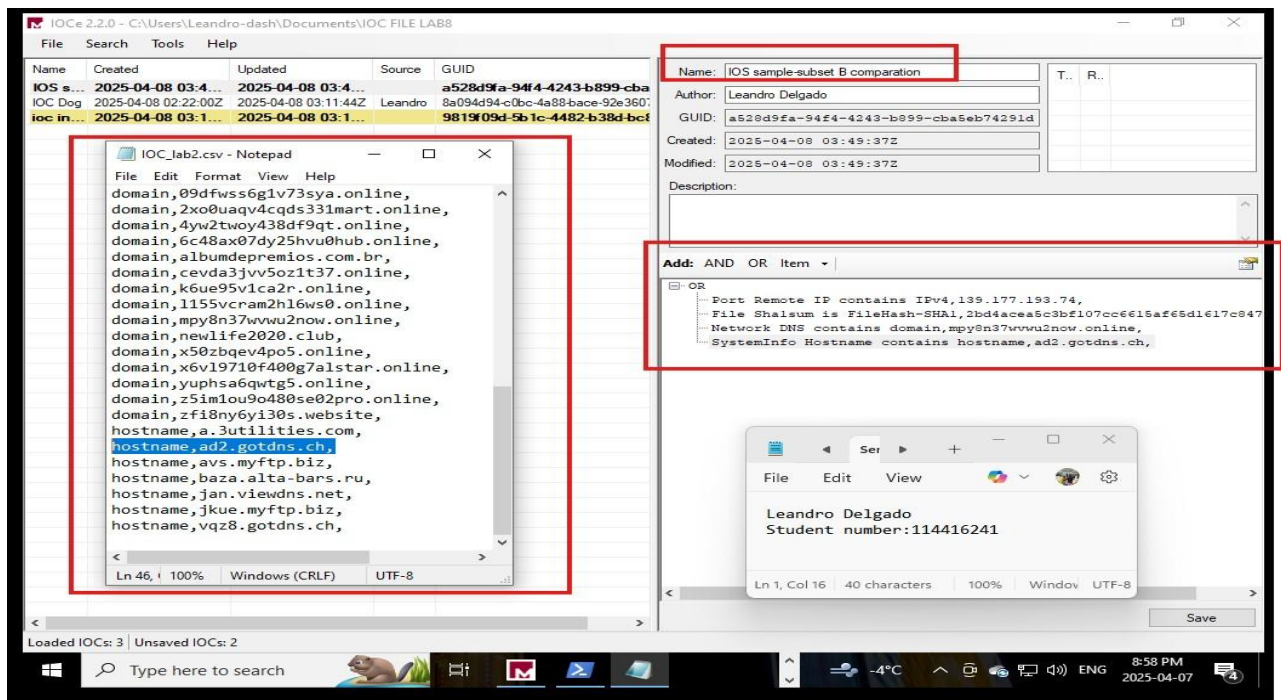 IOCe 2.2.0 - C:\Users\Leandro-dash\Documents\IOC FILE LAB8
File Search Tools Help
Name Created Updated Source GUID
IOS s... 2025-04-08 03:4... 2025-04-08 03:4... a528d9fa-94f4-4243-b899-cba
IOC Dog 2025-04-08 02:22:00Z 2025-04-08 03:11:44Z Leandro 8a094d94-c0bc-4a88-bace-92e3607
ioc in... 2025-04-08 03:1... 2025-04-08 03:1... 9819f09d-5b1c-4482-b38d-bc8
IOC_lab2.csv - Notepad
File Edit Format View Help
domain,09dfwss6g1v73sya.online,
domain,2xo0uaqv4cqds331mart.online,
domain,4yw2twoy438df9qt.online,
domain,6c48ax07dy25hvu0hub.online,
domain,albumdepremios.com.br,
domain,cevda3jvv5oz1t37.online,
domain,k6ue95v1ca2r.online,
domain,l155vcram2hl6ws0.online,
domain,mpy8n37wvwu2now.online,
domain,newlife2020.club,
domain,x50zbqev4po5.online,
domain,x6vl9710f400g7alstar.online,
domain,yuphsa6qwtg5.online,
domain,z5im1ou9o480se02pro.online,
domain,zfi8ny6yi30s.website,
hostname,a.3utilities.com,
hostname,ad2.gotdns.ch,
hostname,avs.myftp.biz,
hostname,baza.alta-bars.ru,
hostname,jan.viewdns.net,
hostname,jkue.myftp.biz,
hostname,vqz8.gotdns.ch,
Ln 46, 100% Windows (CRLF) UTF-8
Name: IOS sample-subset B comparation
T.. R..
Author: Leandro Delgado
GUID: a528d9fa-94f4-4243-b899-cba5eb74291d
Created: 2025-04-08 03:49:37Z
Modified: 2025-04-08 03:49:37Z
Description:
Add: AND OR Item
OR
Port Remote IP contains IPv4,139.177.193.74,
File Sha1sum is FileHash-SHA1,2bd4acea5c3bf107cc6615af65d1617c847
Network DNS contains domain,mpy8n37wvwu2now.online,
SystemInfo Hostname contains hostname,ad2.gotdns.ch,
Ser
File Edit View
Leandro Delgado
Student number:114416241
Ln 1, Col 16 40 characters 100% Windov UTF-8
Save
Loaded IOCs: 3 Unsaved IOCs: 2
Type here to search
-4°C
ENG
8:58 PM
2025-04-07
4